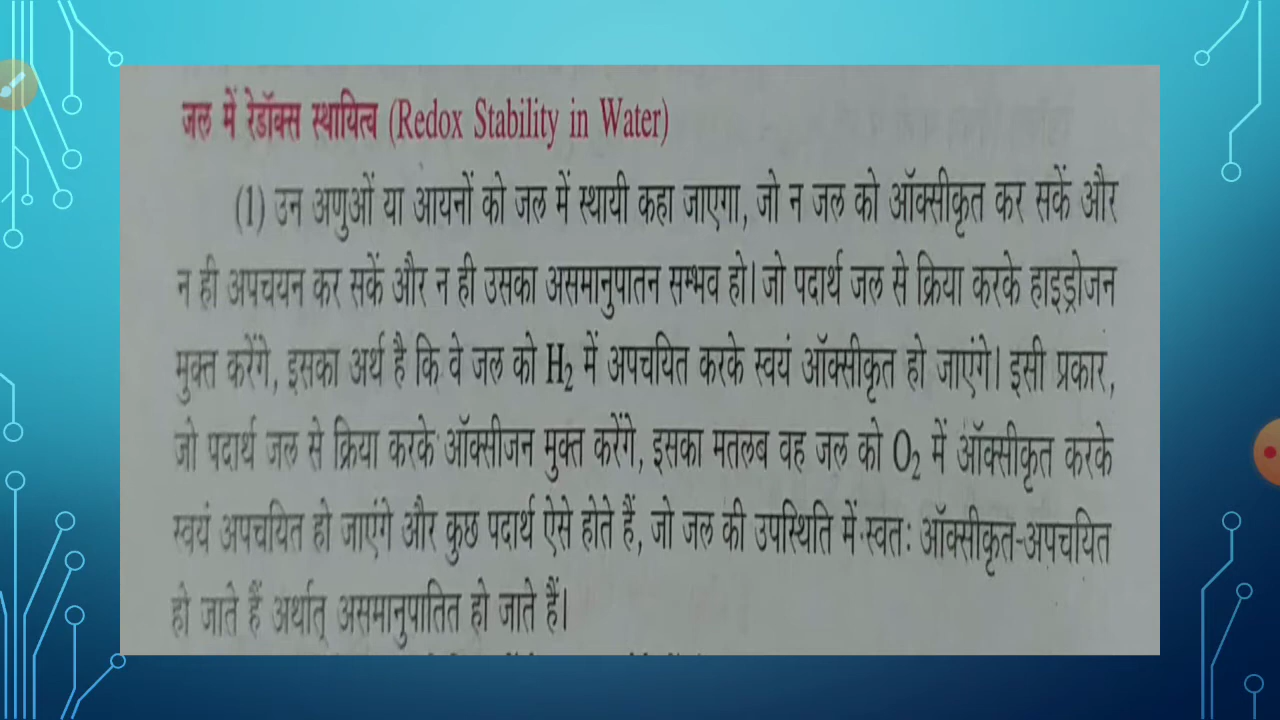 जल में रेडॉक्स स्थायित्व (Redox Stability in Water)
(1) उन अणुओं या आयनों को जल में स्थायी कहा जाएगा, जो न जल को ऑक्सीकृत कर सकें और
न ही अपचयन कर सकें और न ही उसका असमानुपातन सम्भव हो। जो पदार्थ जल से क्रिया करके हाइड्रोजन
मुक्त करेंगे, इसका अर्थ है कि वे जल को H₂ में अपचयित करके स्वयं ऑक्सीकृत हो जाएंगे। इसी प्रकार,
जो पदार्थ जल से क्रिया करके ऑक्सीजन मुक्त करेंगे, इसका मतलब वह जल को O₂ में ऑक्सीकृत करके
स्वयं अपचयित हो जाएंगे और कुछ पदार्थ ऐसे होते हैं, जो जल की उपस्थिति में स्वतः ऑक्सीकृत-अपचयित
हो जाते हैं अर्थात् असमानुपातित हो जाते हैं।